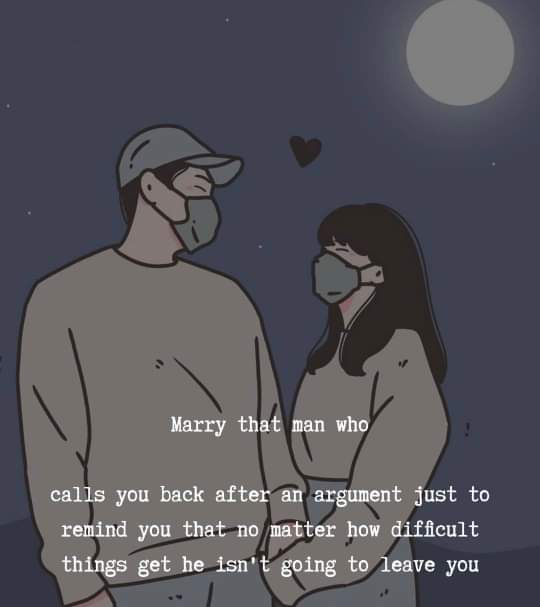 Marry that man who
calls you back after an argument just to
remind you that no matter how difficult
things get he isn't going to leave you